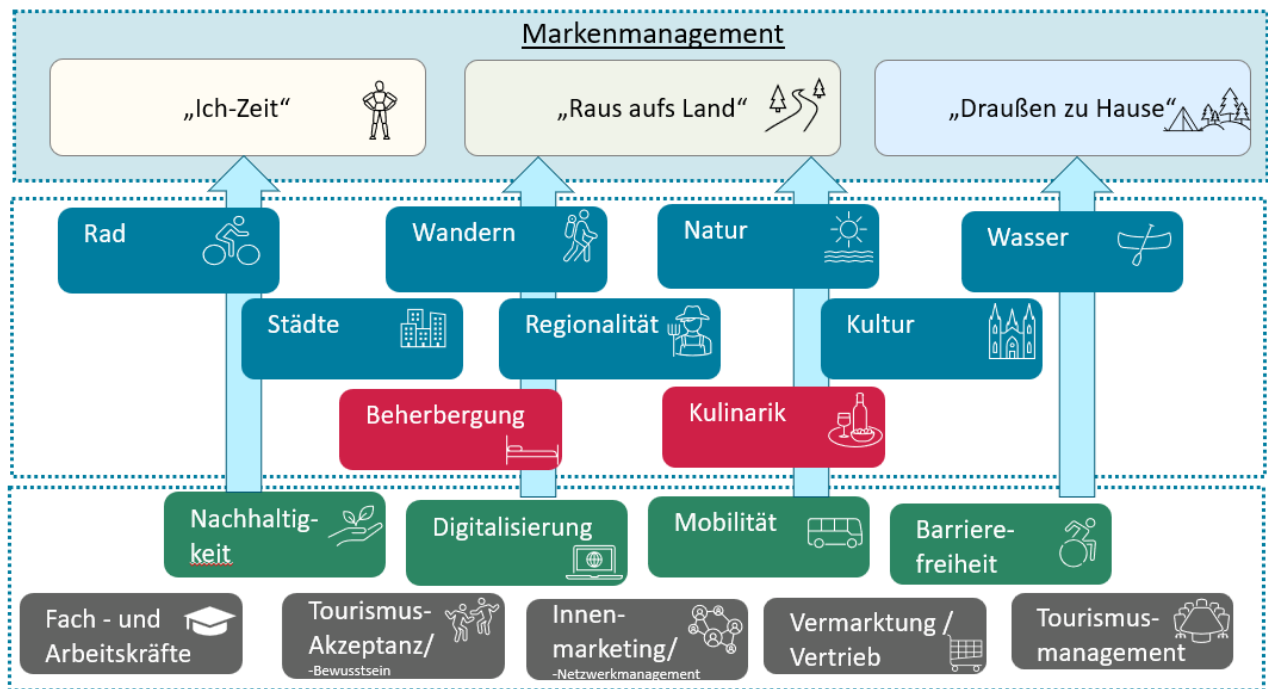 Markenmanagement
„Ich-Zeit“
„Raus aufs Land“
„Draußen zu Hause“
Rad
Wandern
Natur
Wasser
Städte
Regionalität
Kultur
Beherbergung
Kulinarik
Nachhaltig-
keit
Digitalisierung
Mobilität
Barriere-
freiheit
Fach - und
Arbeitskräfte
Tourismus-
Akzeptanz/
-Bewusstsein
Innen-
marketing/
-Netzwerkmanagement
Vermarktung /
Vertrieb
Tourismus-
management